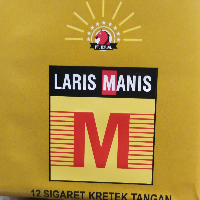 F.D.A
LARIS MANIS
M
12 SIGARET KRETEK TANGAN